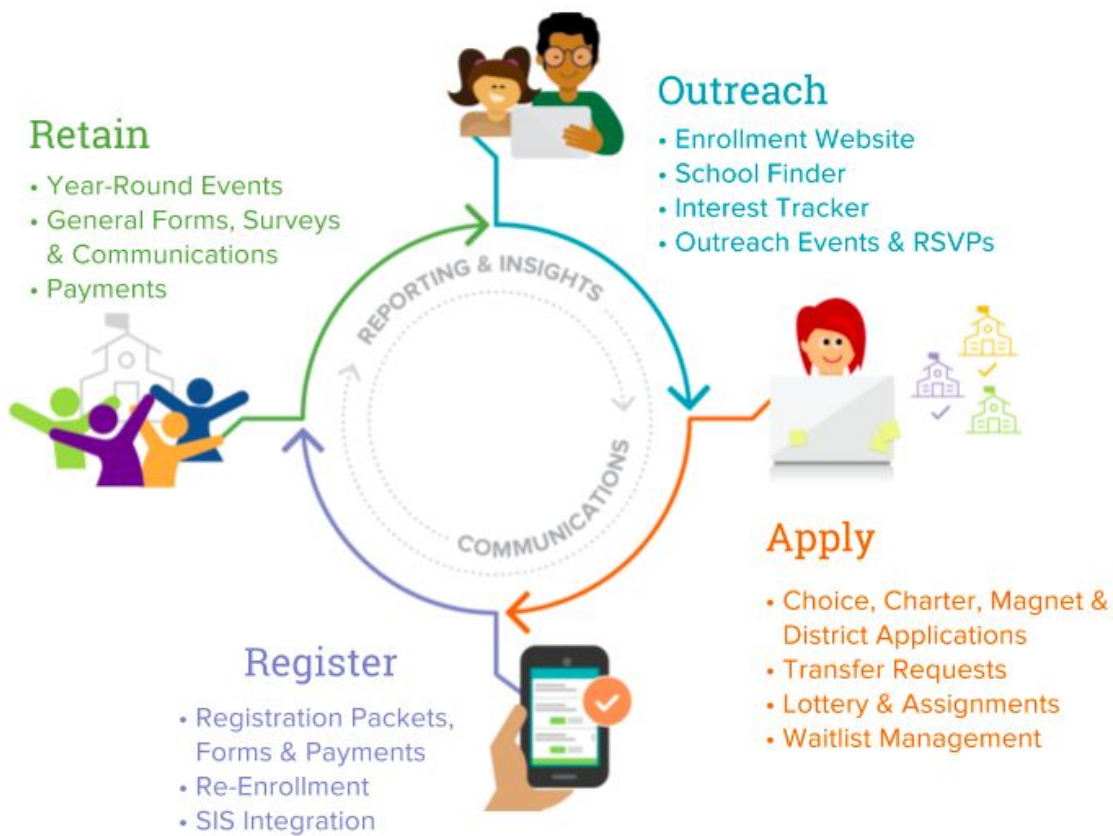 Outreach
• Enrollment Website
• School Finder
• Interest Tracker
• Outreach Events & RSVPs
Retain
• Year-Round Events
• General Forms, Surveys
& Communications
• Payments
REPORTING & INSIGHTS
COMMUNICATIONS
Apply
• Choice, Charter, Magnet &
District Applications
• Transfer Requests
• Lottery & Assignments
• Waitlist Management
Register
• Registration Packets,
Forms & Payments
• Re-Enrollment
• SIS Integration